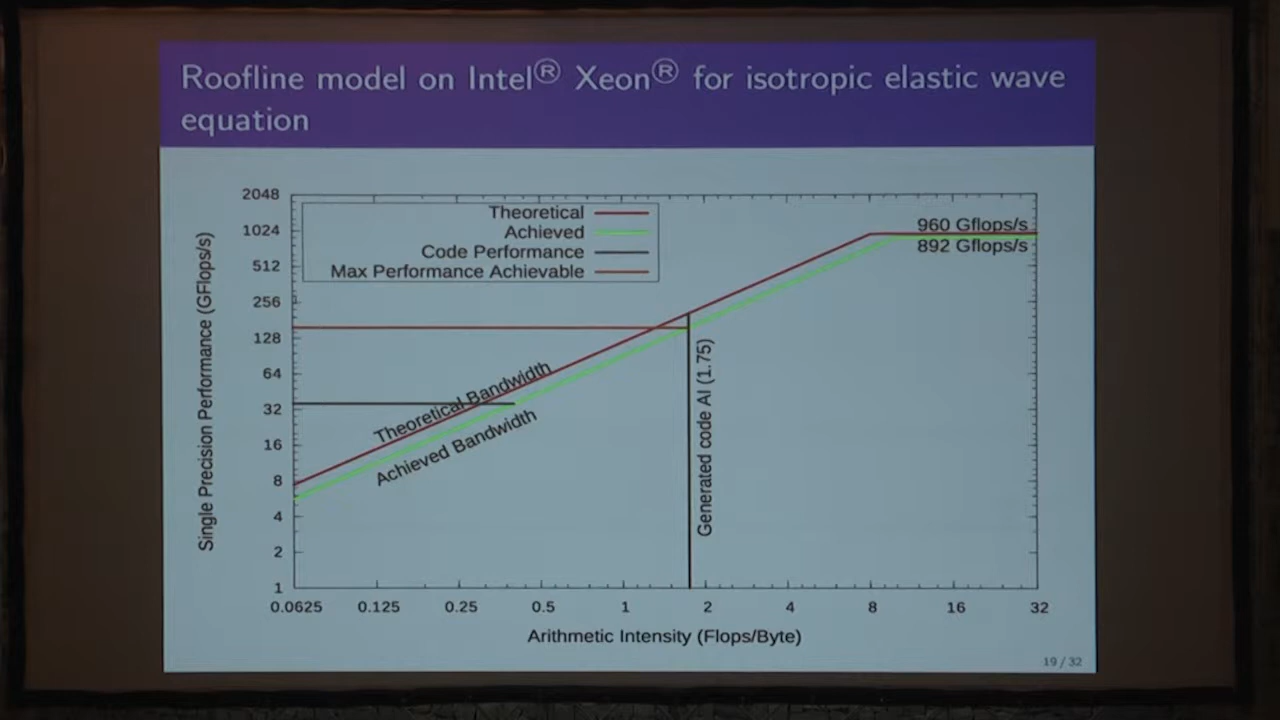 Roofline model on Intel® Xeon® for isotropic elastic wave
equation
2048
1024
512
256
128
64
32
16
8
4
2
1
Single Precision Performance (GFlops/s)
Theoretical
Achieved
Code Performance
Max Performance Achievable
960 Gflops/s
892 Gflops/s
Theoretical Bandwidth
Achieved Bandwidth
Generated code AI (1.75)
0.0625 0.125 0.25 0.5 1 2 4 8 16 32
Arithmetic Intensity (Flops/Byte)
19 / 32